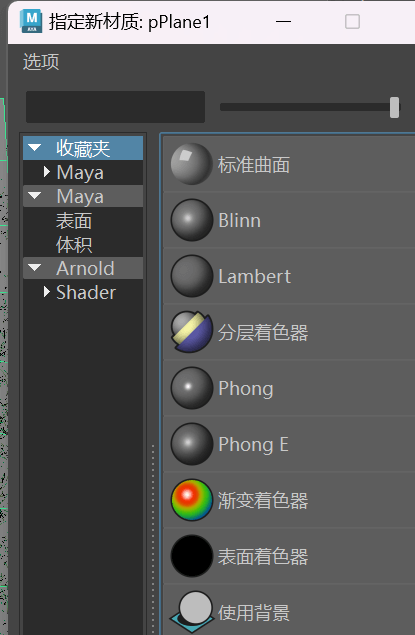 指定新材质: pPlane1
选项
收藏夹
Maya
Maya
表面
体积
Arnold
Shader
标准曲面
Blinn
Lambert
分层着色器
Phong
Phong E
渐变着色器
表面着色器
使用背景